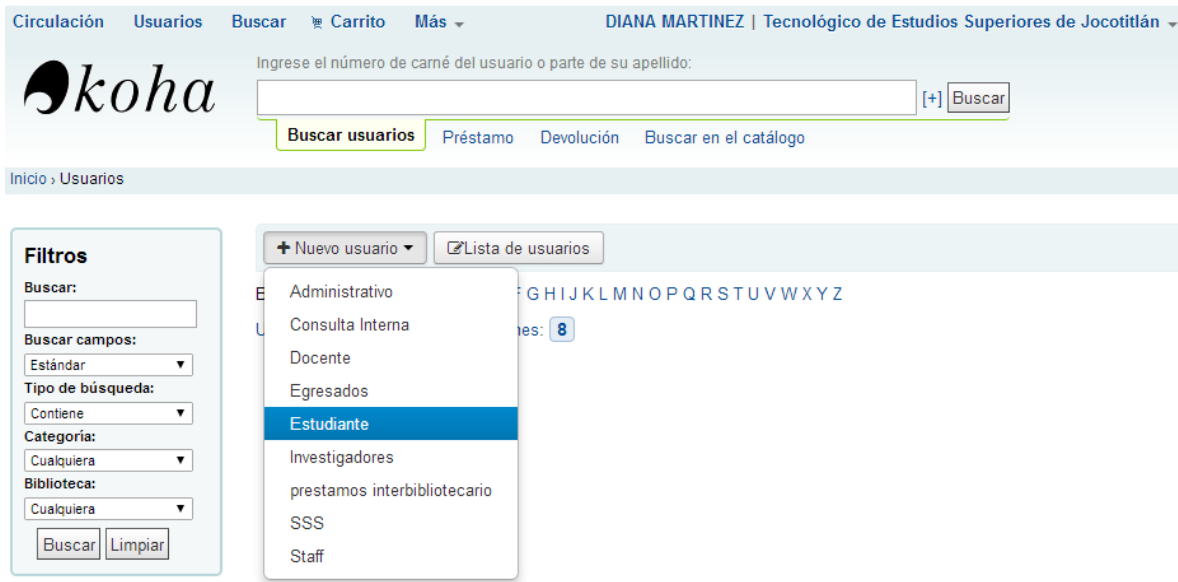 Circulación Usuarios Buscar Carrito Más DIANA MARTINEZ | Tecnológico de Estudios Superiores de Jocotitlán
koha
Ingrese el número de carné del usuario o parte de su apellido:
[+] Buscar
Buscar usuarios Préstamo Devolución Buscar en el catálogo
Inicio › Usuarios
Filtros
Buscar:
Buscar campos:
Estándar
Tipo de búsqueda:
Contiene
Categoría:
Cualquiera
Biblioteca:
Cualquiera
Buscar Limpiar
+ Nuevo usuario Lista de usuarios
G H I J K L M N O P Q R S T U V W X Y Z
8
Administrativo
Consulta Interna
Docente
Egresados
Estudiante
Investigadores
prestamos interbibliotecario
SSS
Staff